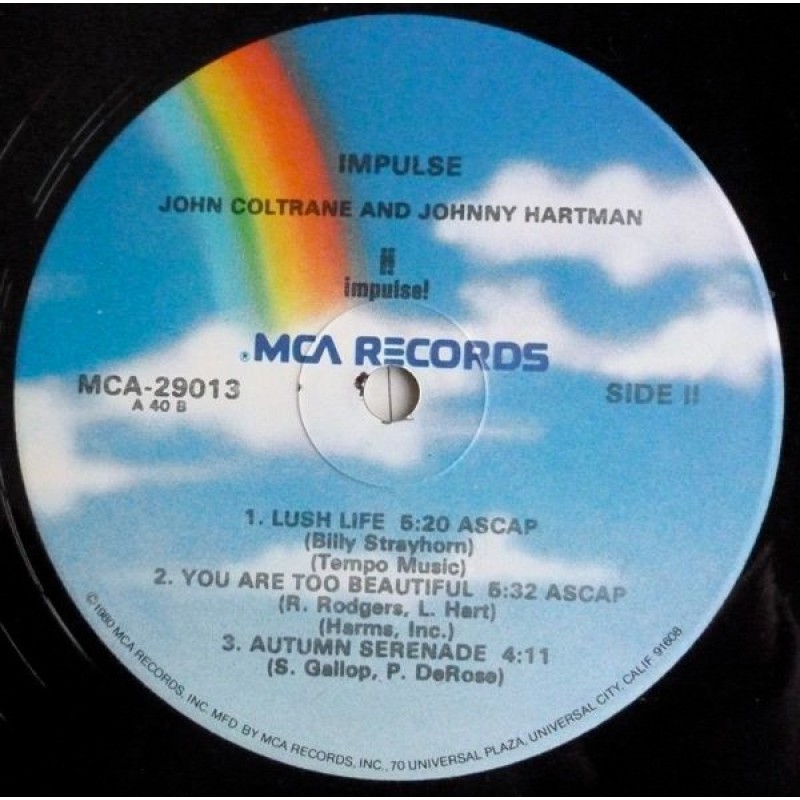 IMPULSE
JOHN COLTRANE AND JOHNNY HARTMAN
impulse!
®MCA RECORDS
MCA-29013
A 40 B
SIDE II
1. LUSH LIFE 5:20 ASCAP
(Billy Strayhorn)
(Tempo Music)
2. YOU ARE TOO BEAUTIFUL 5:32 ASCAP
(R. Rodgers, L. Hart)
(Harms, Inc.)
3. AUTUMN SERENADE 4:11
(S. Gallop, P. DeRose)
©1980 MCA RECORDS, INC. MFD. BY MCA RECORDS, INC., 70 UNIVERSAL PLAZA, UNIVERSAL CITY, CALIF. 91608